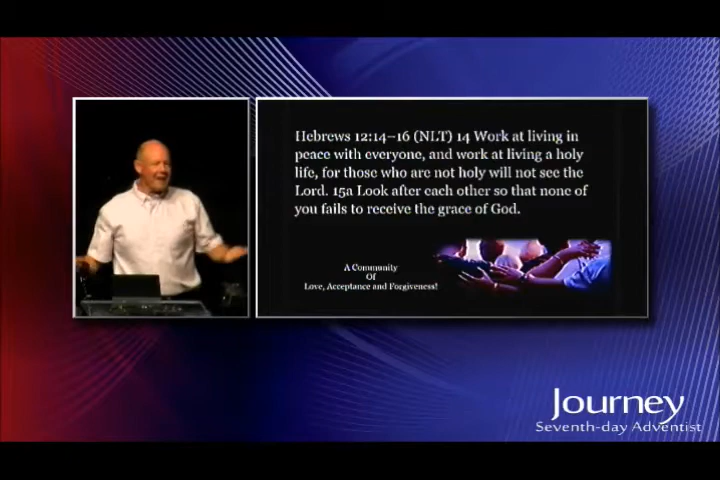 Hebrews 12:14–16 (NLT) 14 Work at living in
peace with everyone, and work at living a holy
life, for those who are not holy will not see the
Lord. 15a Look after each other so that none of
you fails to receive the grace of God.
A Community
Of
Love, Acceptance and Forgiveness!
Journey
Seventh-day Adventist